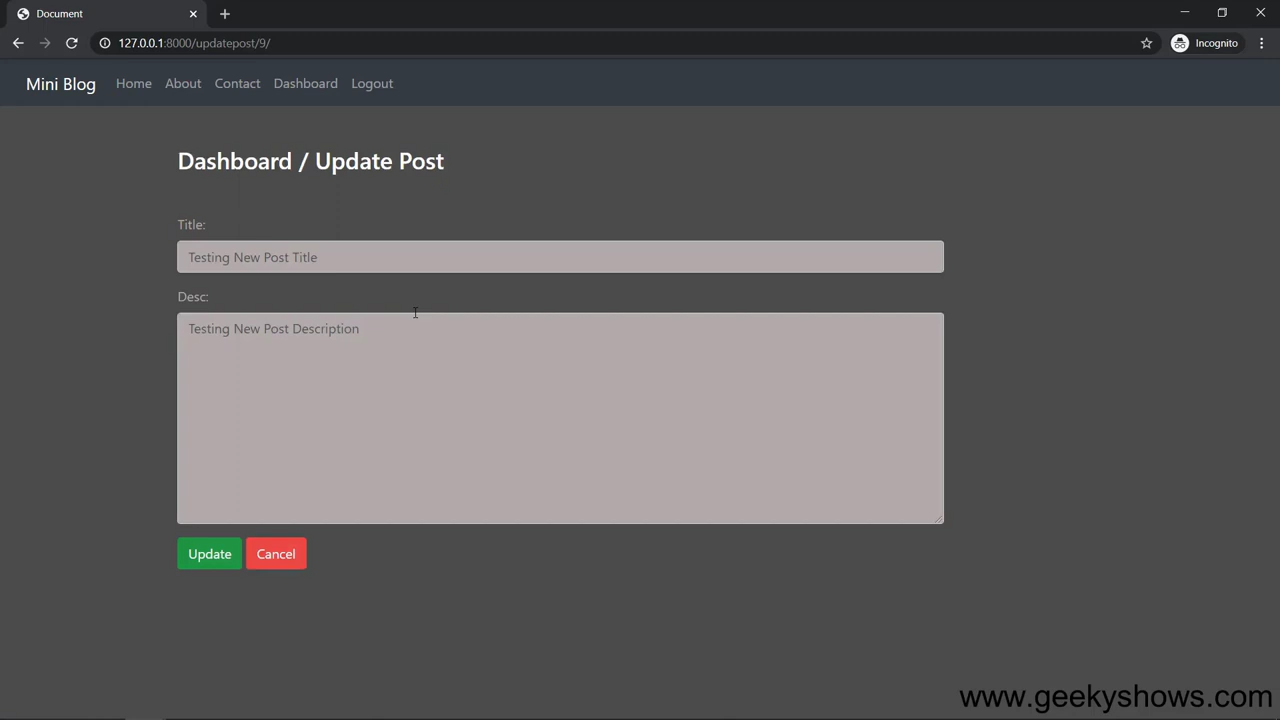 Document
127.0.0.1:8000/updatepost/9/
Incognito
Mini Blog Home About Contact Dashboard Logout
Dashboard / Update Post
Title:
Testing New Post Title
Desc:
Testing New Post Description
Update Cancel
www.geekyshows.com